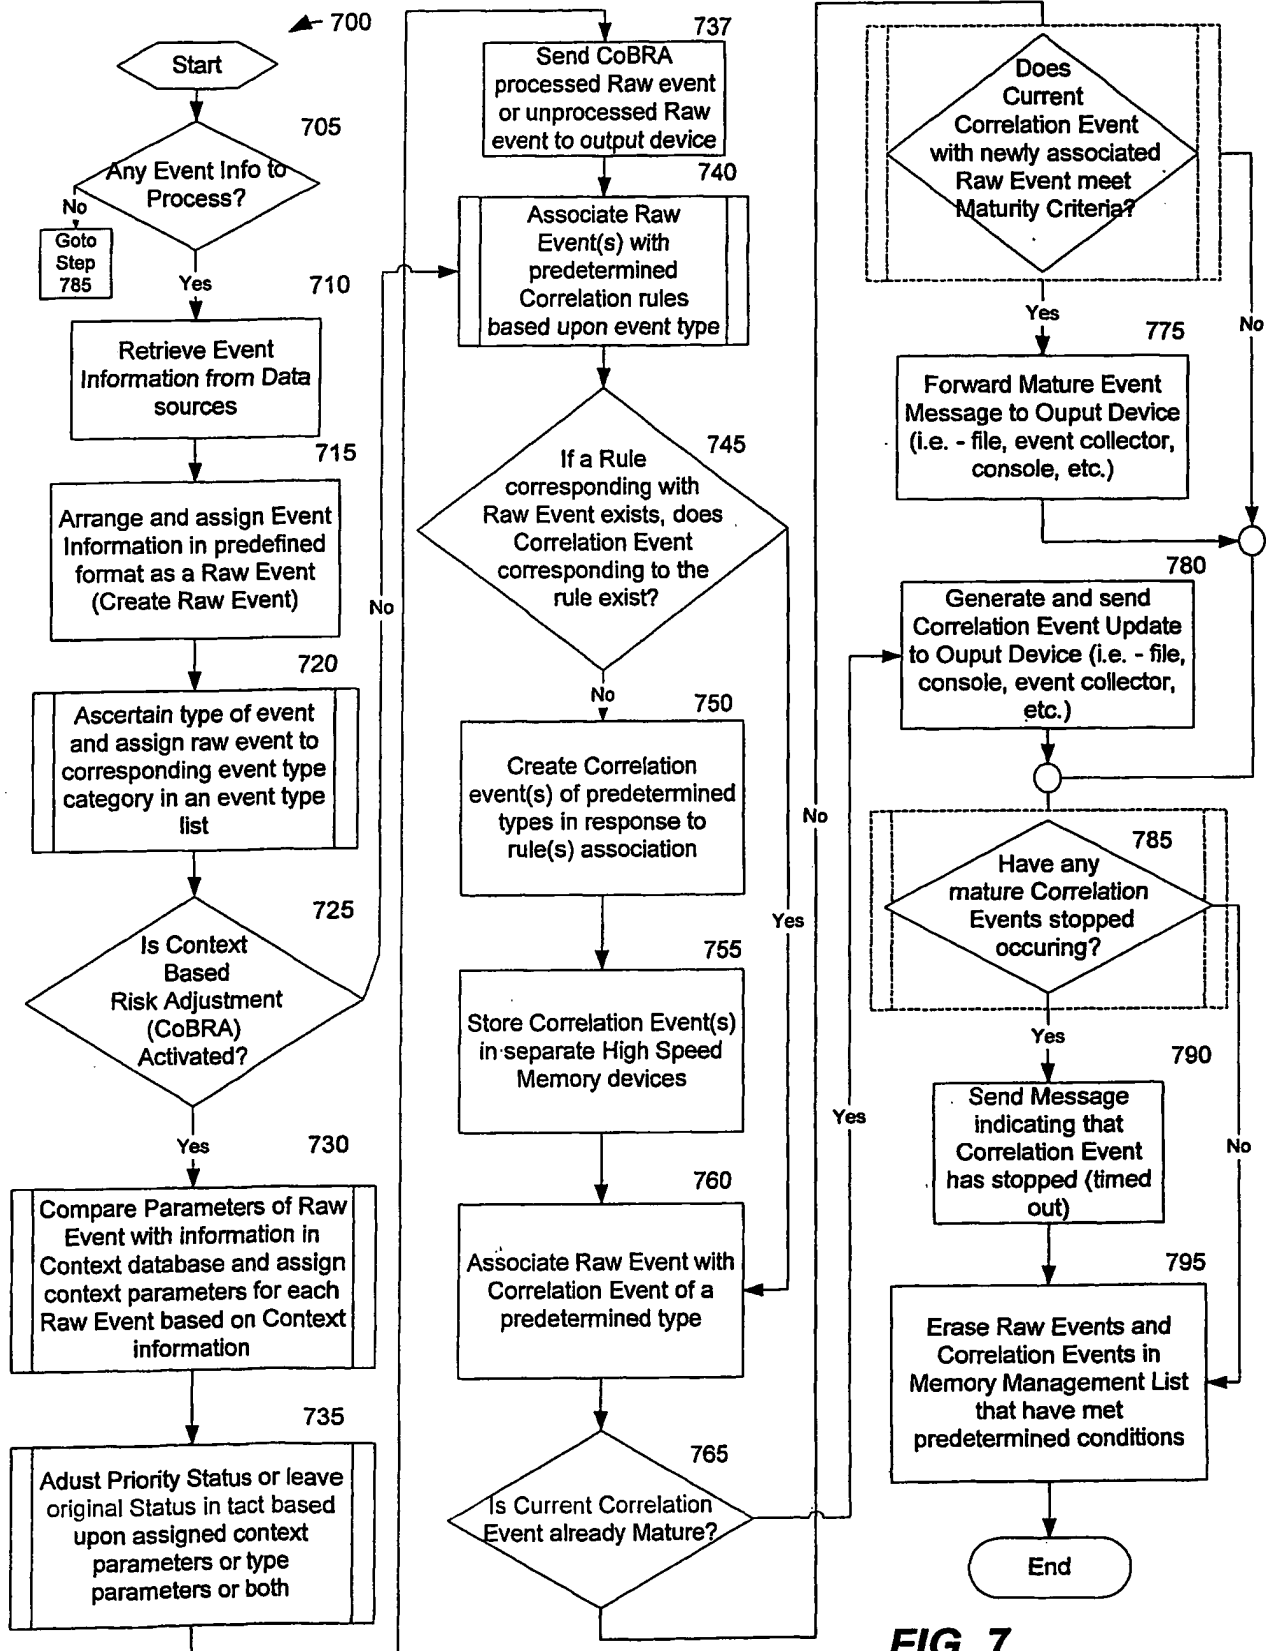 700
Start
705
Any Event Info to
Process?
No
Goto
Step
785
Yes
710
Retrieve Event
Information from Data
sources
715
Arrange and assign Event
Information in predefined
format as a Raw Event
(Create Raw Event)
720
Ascertain type of event
and assign raw event to
corresponding event type
category in an event type
list
725
Is Context
Based
Risk Adjustment
(CoBRA)
Activated?
No
Yes
730
Compare Parameters of Raw
Event with information in
Context database and assign
context parameters for each
Raw Event based on Context
information
735
Adust Priority Status or leave
original Status in tact based
upon assigned context
parameters or type
parameters or both
737
Send CoBRA
processed Raw event
or unprocessed Raw
event to output device
740
Associate Raw
Event(s) with
predetermined
Correlation rules
based upon event type
745
If a Rule
corresponding with
Raw Event exists, does
Correlation Event
corresponding to the
rule exist?
No
750
Create Correlation
event(s) of predetermined
types in response to
rule(s) association
Yes
755
Store Correlation Event(s)
in separate High Speed
Memory devices
760
Associate Raw Event with
Correlation Event of a
predetermined type
765
Is Current Correlation
Event already Mature?
No
Yes
Does
Current
Correlation Event
with newly associated
Raw Event meet
Maturity Criteria?
Yes
No
775
Forward Mature Event
Message to Ouput Device
(i.e. - file, event collector,
console, etc.)
780
Generate and send
Correlation Event Update
to Ouput Device (i.e. - file,
console, event collector,
etc.)
785
Have any
mature Correlation
Events stopped
occuring?
Yes
No
790
Send Message
indicating that
Correlation Event
has stopped (timed
out)
795
Erase Raw Events and
Correlation Events in
Memory Management List
that have met
predetermined conditions
End
FIG. 7